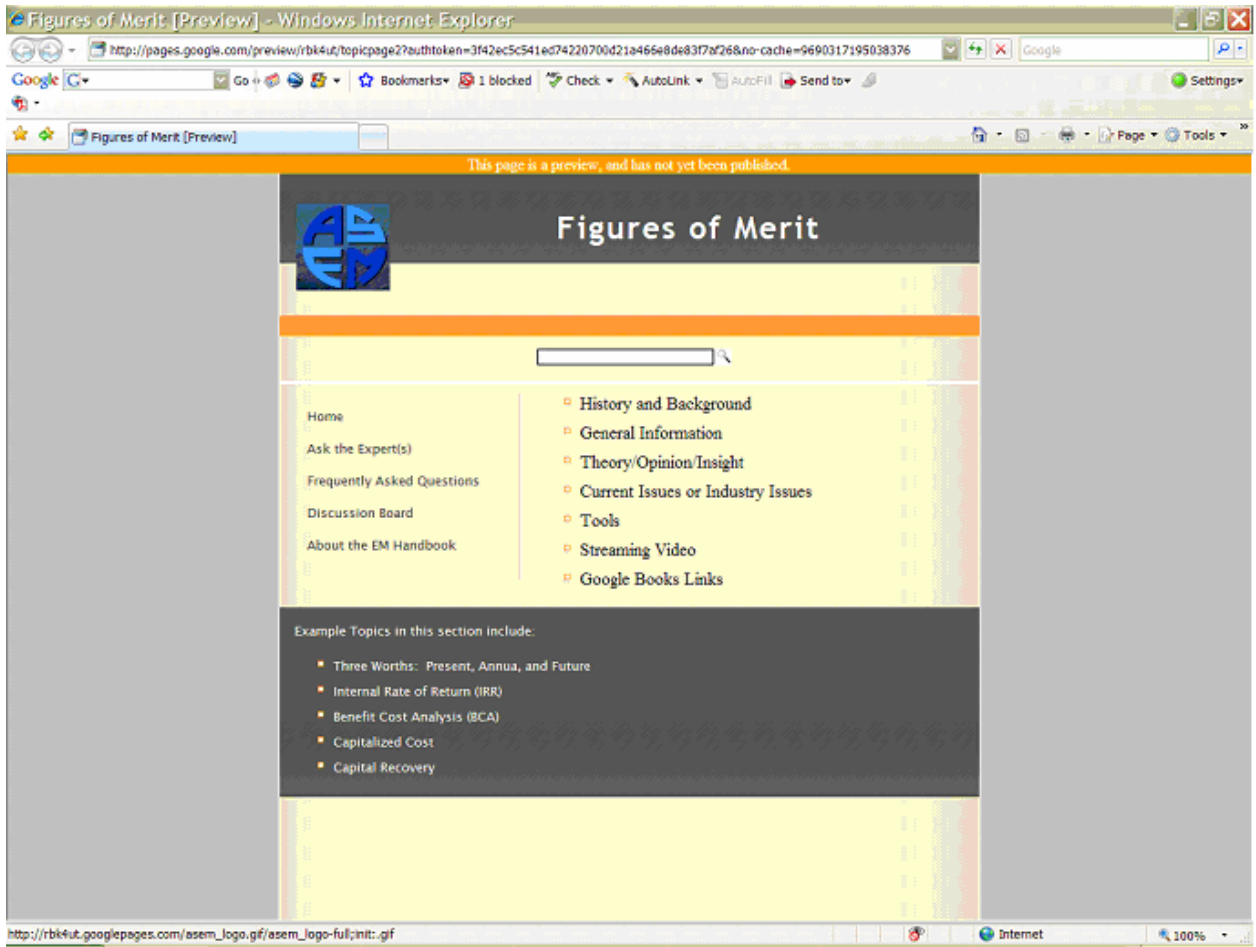 Figures of Merit [Preview] - Windows Internet Explorer
http://pages.google.com/preview/rbk4ut/topicpage2?authtoken=3f42ec5c541ed74220700d21a466e8de83f7af26&no-cache=9690317195038376
Google
Google G Go Bookmarks 1 blocked Check AutoLink AutoFill Send to Settings
Figures of Merit [Preview] Page Tools »
This page is a preview, and has not yet been published.
ASEM
Figures of Merit
Home
Ask the Expert(s)
Frequently Asked Questions
Discussion Board
About the EM Handbook
History and Background
General Information
Theory/Opinion/Insight
Current Issues or Industry Issues
Tools
Streaming Video
Google Books Links
Example Topics in this section include:
Three Worths: Present, Annua, and Future
Internal Rate of Return (IRR)
Benefit Cost Analysis (BCA)
Capitalized Cost
Capital Recovery
http://rbk4ut.googlepages.com/asem_logo.gif/asem_logo-full;init:.gif Internet 100%